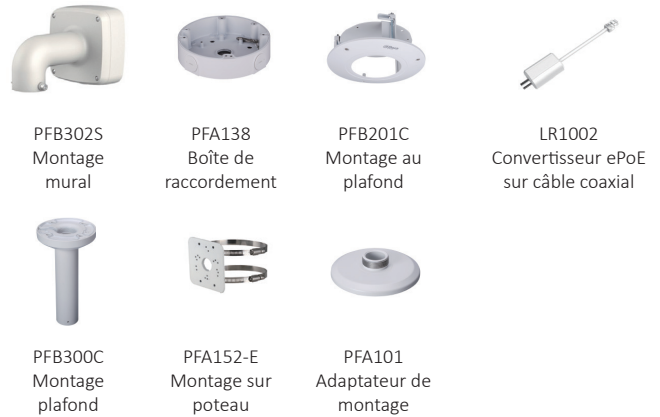 PFB302S
Montage
mural
PFA138
Boîte de
raccordement
PFB201C
Montage au
plafond
LR1002
Convertisseur ePoE
sur câble coaxial
PFB300C
Montage
plafond
PFA152-E
Montage sur
poteau
PFA101
Adaptateur de
montage